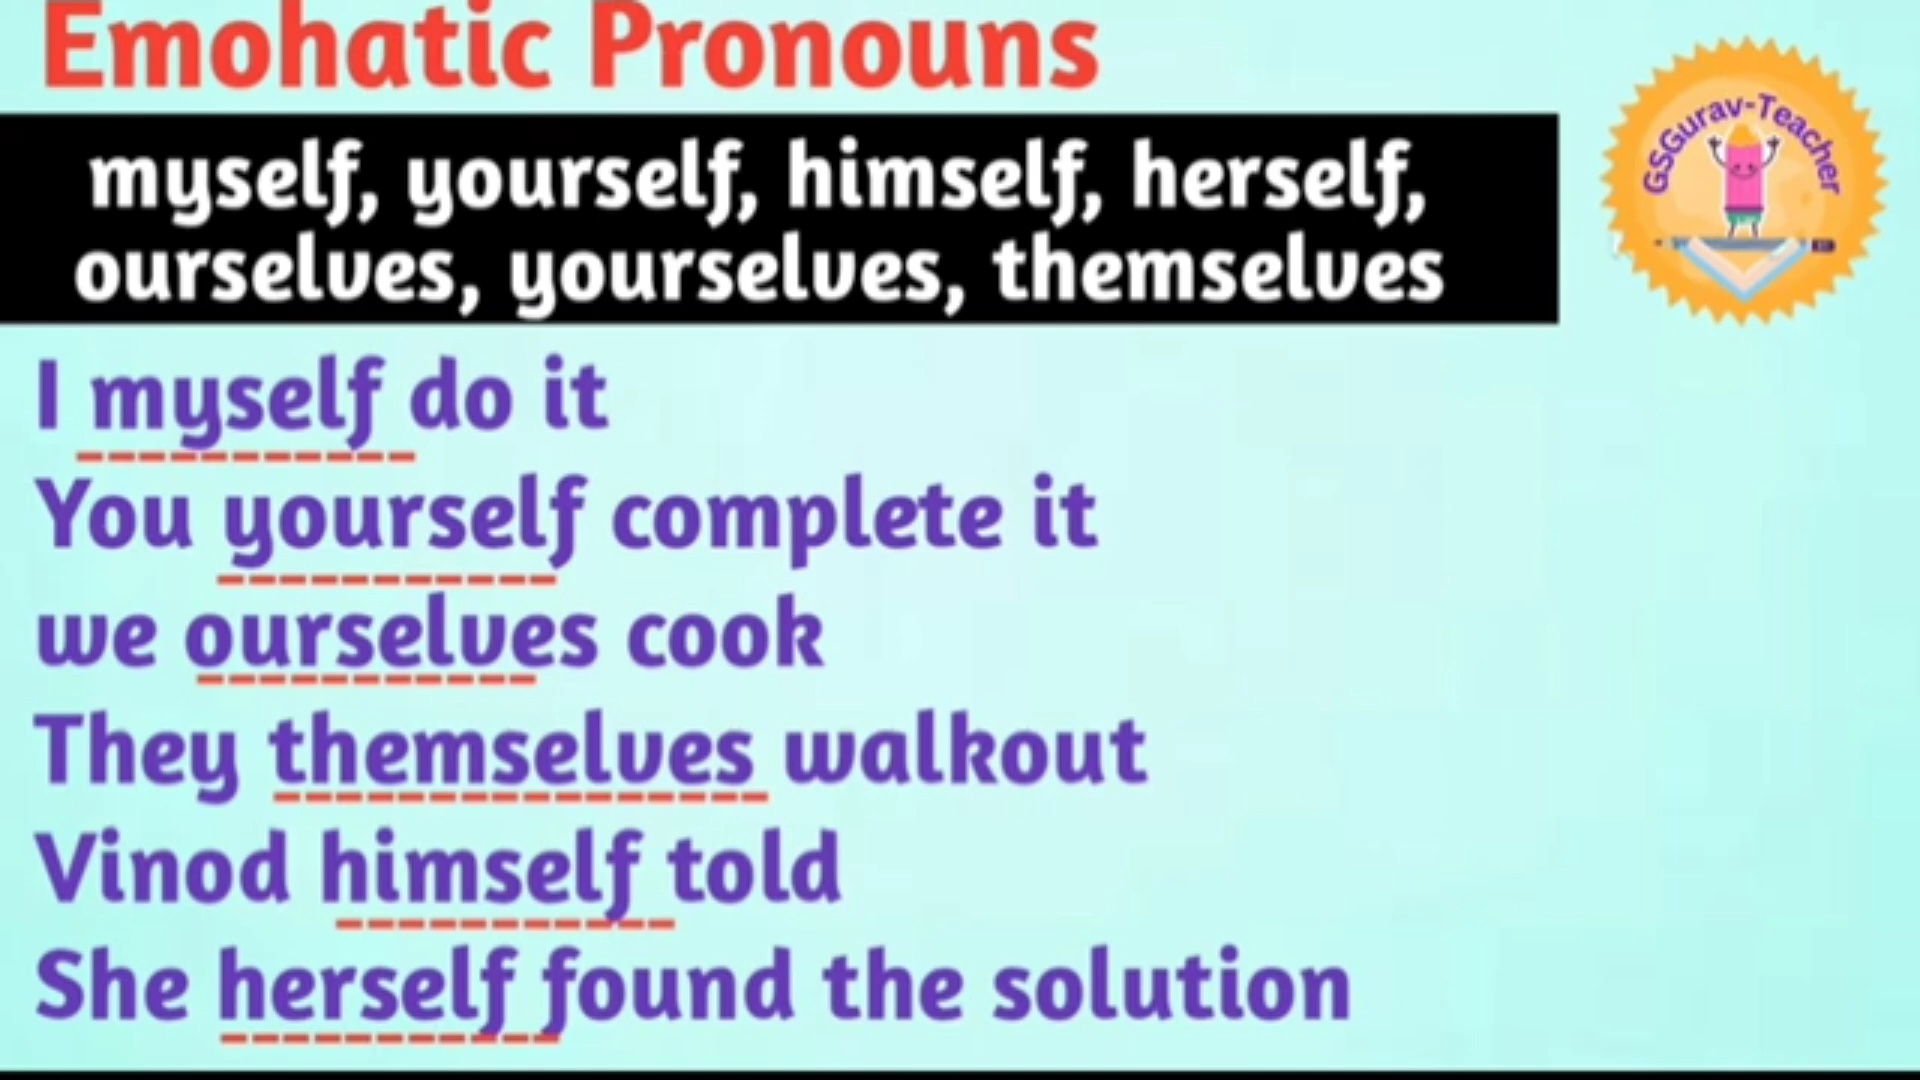 Emohatic Pronouns
myself, yourself, himself, herself,
ourselves, yourselves, themselves
GSGurav-Teacher
I myself do it
You yourself complete it
we ourselves cook
They themselves walkout
Vinod himself told
She herself found the solution